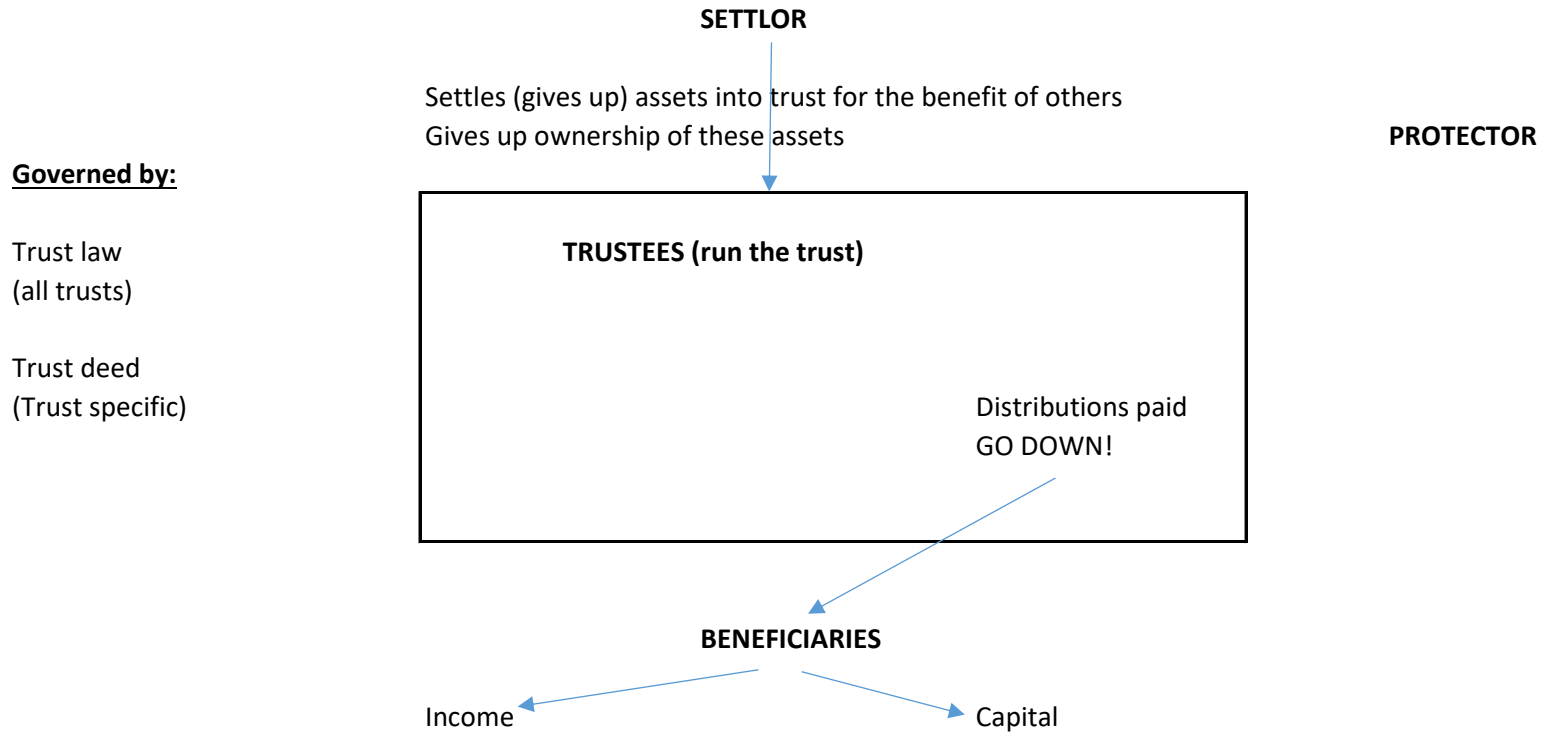 SETTLOR
Settles (gives up) assets into trust for the benefit of others
Gives up ownership of these assets
PROTECTOR
Governed by:
Trust law
(all trusts)
TRUSTEES (run the trust)
Trust deed
(Trust specific)
Distributions paid
GO DOWN!
BENEFICIARIES
Income
Capital